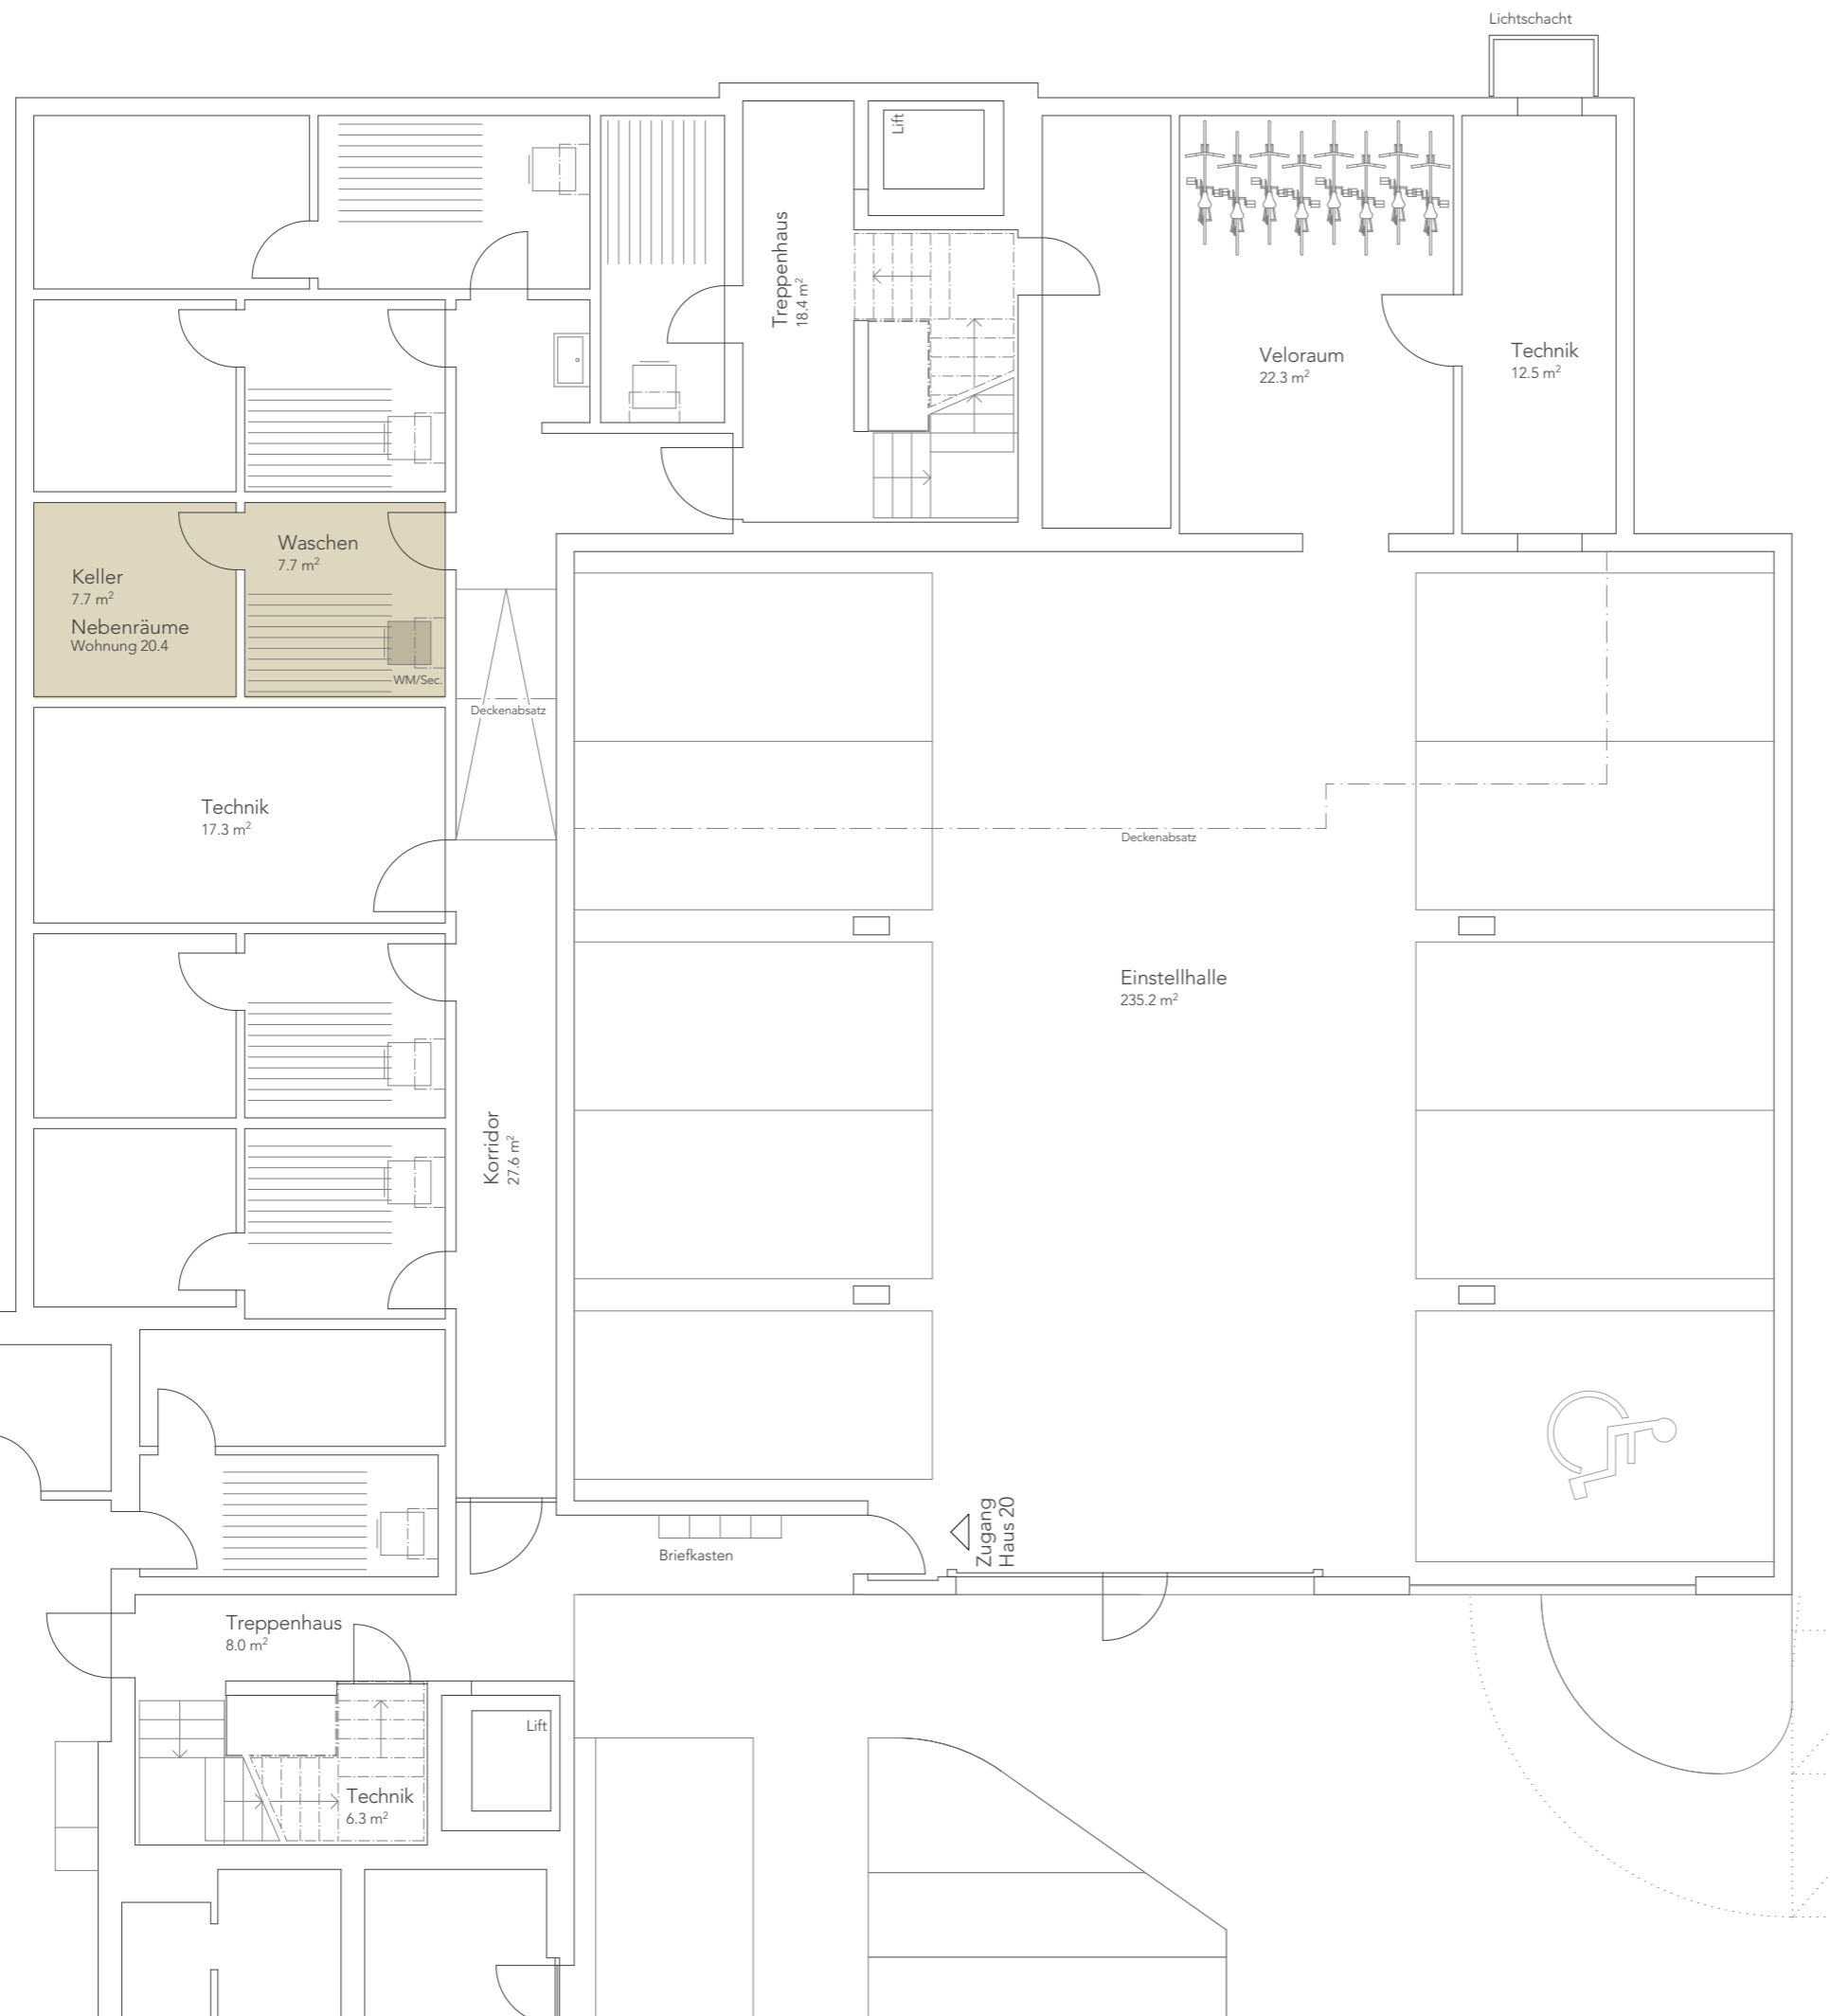 Lichtschacht
Lift
Treppenhaus
18.4 m²
Veloraum
22.3 m²
Technik
12.5 m²
Waschen
7.7 m²
Keller
7.7 m²
Nebenräume
Wohnung 20.4
WM/Sec.
Deckenabsatz
Technik
17.3 m²
Deckenabsatz
Einstellhalle
235.2 m²
Korridor
27.6 m²
Zugang
Haus 20
Briefkasten
Treppenhaus
8.0 m²
Lift
Technik
6.3 m²